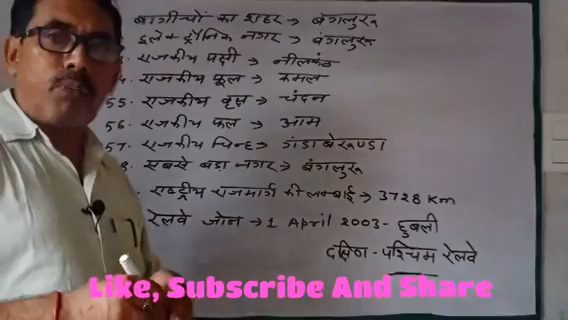 बागीचों का शहर → बंगलुरू
इलेक्ट्रौनिक नगर → बंगलुरू
राजकीय पक्षी → नीलकंठ
राजकीय फूल → कमल
55. राजकीय वृक्ष → चंदन
56. राजकीय फल → आम
57. राजकीय चिन्ह → गंडा बेरुण्डा
8. सबसे बड़ा नगर → बंगलुरू
राष्ट्रीय राजमार्ग की लम्बाई → 3728 Km
रेलवे जोन → 1 April 2003 - हुबली
दक्षिण - पश्चिम रेलवे
Like, Subscribe And Share